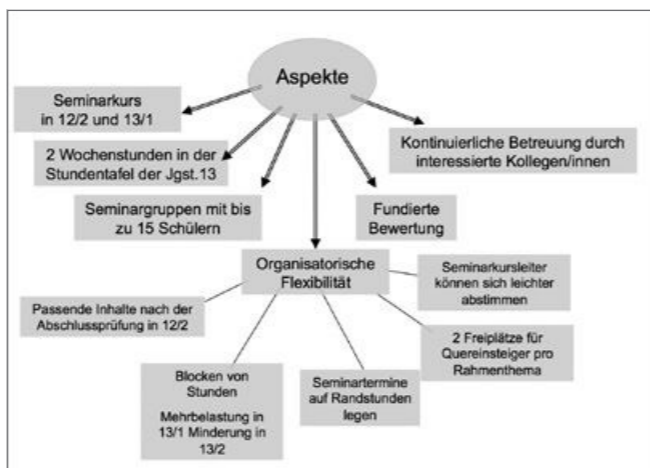 Aspekte
Seminarkurs
in 12/2 und 13/1
2 Wochenstunden in der
Stundentafel der Jgst.13
Seminargruppen mit bis
zu 15 Schülern
Fundierte
Bewertung
Kontinuierliche Betreuung durch
interessierte Kollegen/innen
Organisatorische
Flexibilität
Passende Inhalte nach der
Abschlussprüfung in 12/2
Blocken von
Stunden
Mehrbelastung in
13/1 Minderung in
13/2
Seminartermine
auf Randstunden
legen
2 Freiplätze für
Quereinsteiger pro
Rahmenthema
Seminarkursleiter
können sich leichter
abstimmen